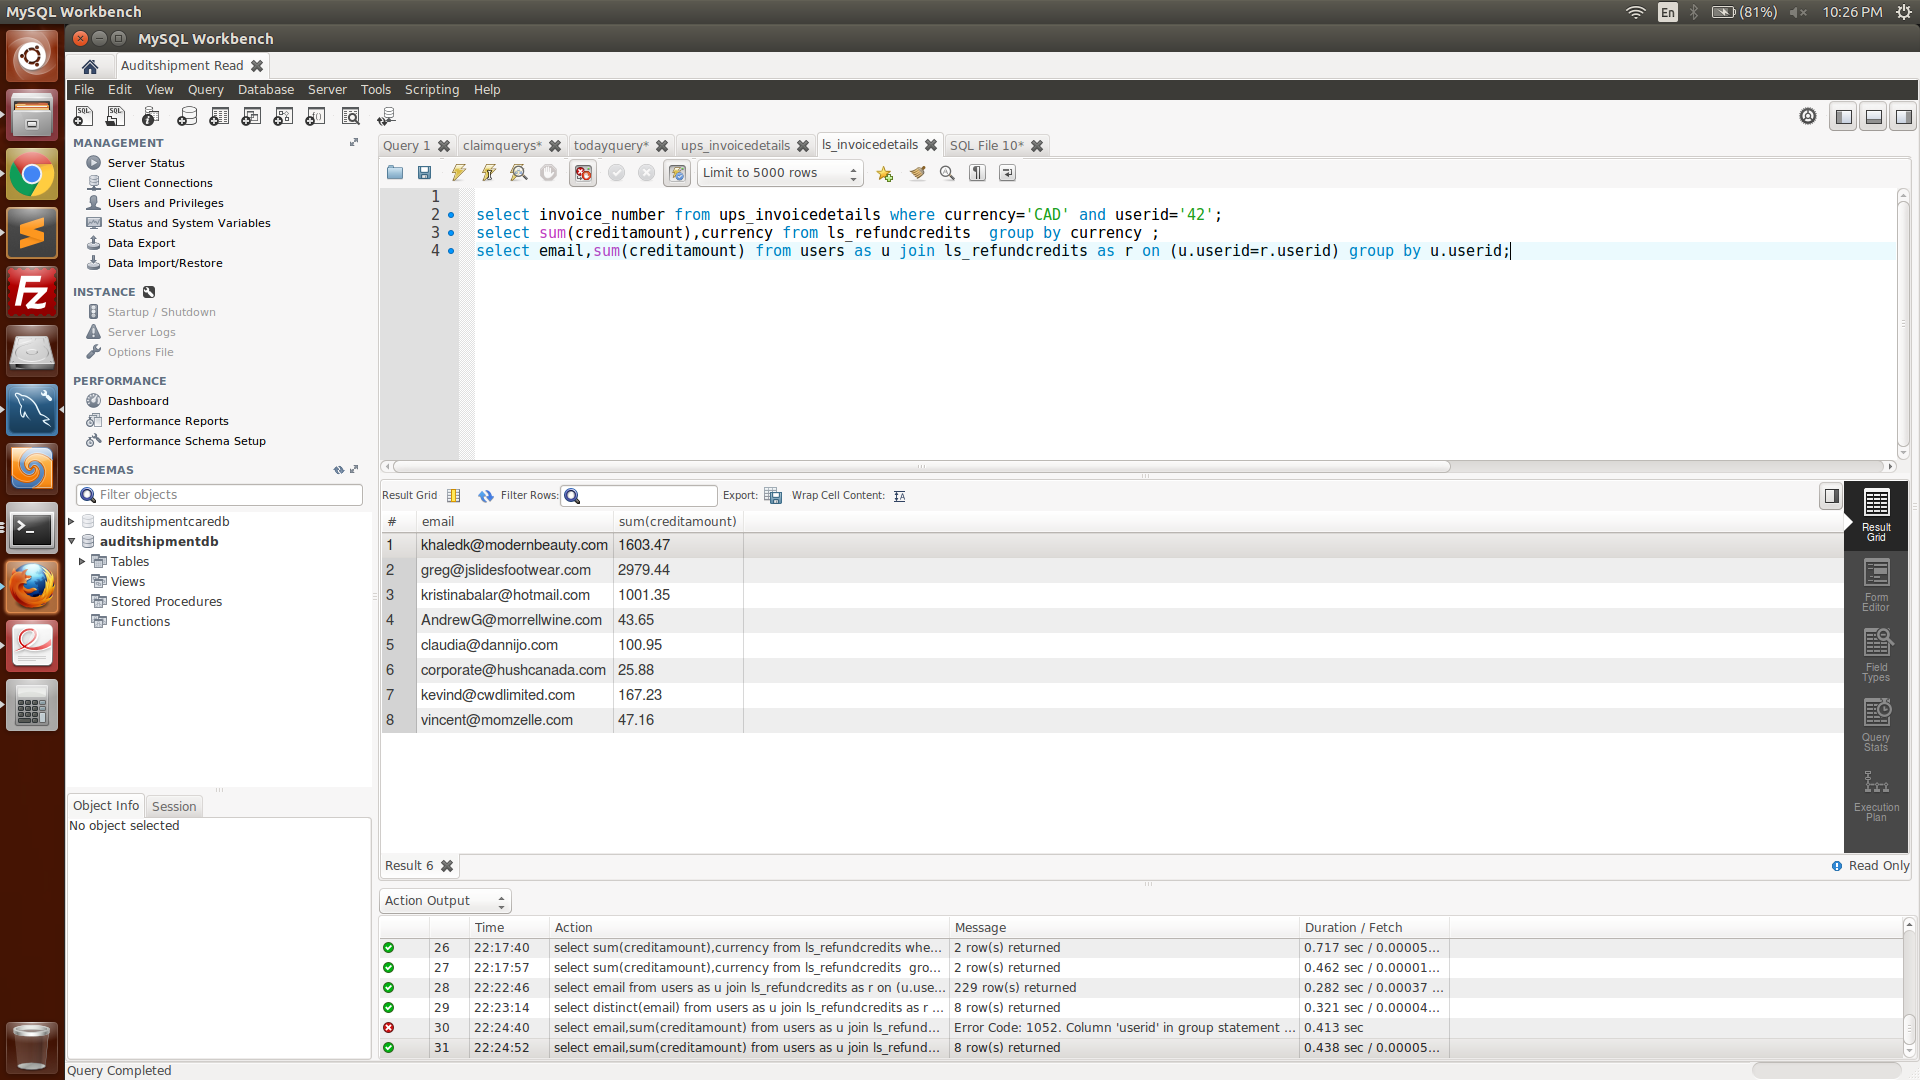 MySQL Workbench
En (81%) 10:26 PM
MySQL Workbench
Auditshipment Read
File Edit View Query Database Server Tools Scripting Help
MANAGEMENT
Server Status
Client Connections
Users and Privileges
Status and System Variables
Data Export
Data Import/Restore
INSTANCE
Startup / Shutdown
Server Logs
Options File
PERFORMANCE
Dashboard
Performance Reports
Performance Schema Setup
SCHEMAS
Filter objects
auditshipmentcaredb
auditshipmentdb
Tables
Views
Stored Procedures
Functions
Object Info Session
No object selected
Query 1 claimquerys* todayquery* ups_invoicedetails ls_invoicedetails SQL File 10*
Limit to 5000 rows
1
2 select invoice_number from ups_invoicedetails where currency='CAD' and userid='42';
3 select sum(creditamount),currency from ls_refundcredits  group by currency ;
4 select email,sum(creditamount) from users as u join ls_refundcredits as r on (u.userid=r.userid) group by u.userid;
Result Grid Filter Rows: Export: Wrap Cell Content:
# email sum(creditamount)
1 khaledk@modernbeauty.com 1603.47
2 greg@jslidesfootwear.com 2979.44
3 kristinabalar@hotmail.com 1001.35
4 AndrewG@morrellwine.com 43.65
5 claudia@dannijo.com 100.95
6 corporate@hushcanada.com 25.88
7 kevind@cwdlimited.com 167.23
8 vincent@momzelle.com 47.16
Result Grid
Form Editor
Field Types
Query Stats
Execution Plan
Result 6 Read Only
Action Output
Time Action Message Duration / Fetch
26 22:17:40 select sum(creditamount),currency from ls_refundcredits whe... 2 row(s) returned 0.717 sec / 0.00005...
27 22:17:57 select sum(creditamount),currency from ls_refundcredits  gro... 2 row(s) returned 0.462 sec / 0.00001...
28 22:22:46 select email from users as u join ls_refundcredits as r on (u.use... 229 row(s) returned 0.282 sec / 0.00037 ...
29 22:23:14 select distinct(email) from users as u join ls_refundcredits as r ... 8 row(s) returned 0.321 sec / 0.00004...
30 22:24:40 select email,sum(creditamount) from users as u join ls_refund... Error Code: 1052. Column 'userid' in group statement ... 0.413 sec
31 22:24:52 select email,sum(creditamount) from users as u join ls_refund... 8 row(s) returned 0.438 sec / 0.00005...
Query Completed